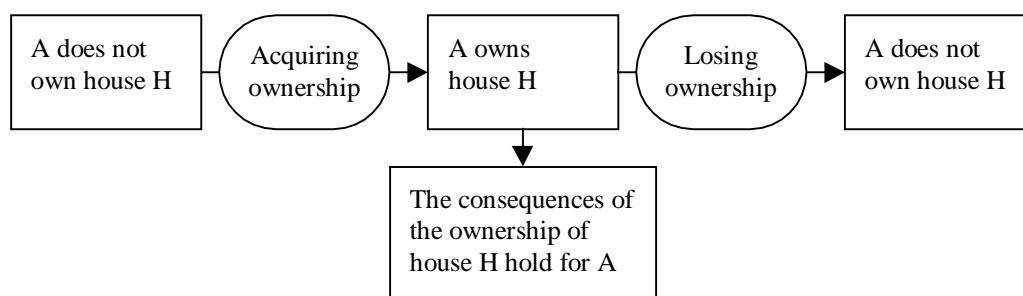 A does not
own house H
Acquiring
ownership
A owns
house H
Losing
ownership
A does not
own house H
The consequences of
the ownership of
house H hold for A